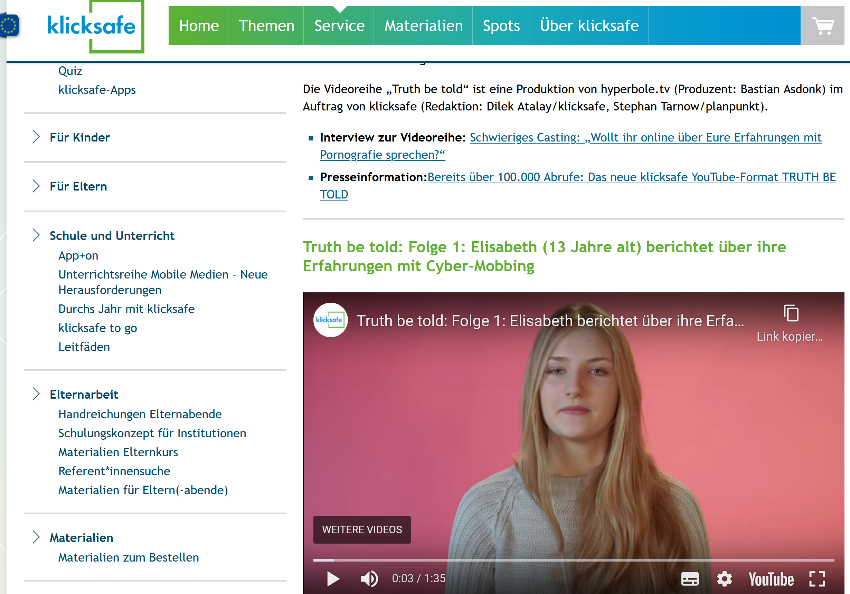 klicksafe
Home
Themen
Service
Materialien
Spots
Über klicksafe
Quiz
klicksafe-Apps
Für Kinder
Für Eltern
Schule und Unterricht
App+on
Unterrichtsreihe Mobile Medien - Neue
Herausforderungen
Durchs Jahr mit klicksafe
klicksafe to go
Leitfäden
Elternarbeit
Handreichungen Elternabende
Schulungskonzept für Institutionen
Materialien Elternkurs
Referent*innensuche
Materialien für Eltern(-abende)
Materialien
Materialien zum Bestellen
Die Videoreihe „Truth be told“ ist eine Produktion von hyperbole.tv (Produzent: Bastian Asdonk) im
Auftrag von klicksafe (Redaktion: Dilek Atalay/klicksafe, Stephan Tarnow/planpunkt).
Interview zur Videoreihe: Schwieriges Casting: „Wollt ihr online über Eure Erfahrungen mit
Pornografie sprechen?“
Presseinformation:Bereits über 100.000 Abrufe: Das neue klicksafe YouTube-Format TRUTH BE
TOLD
Truth be told: Folge 1: Elisabeth (13 Jahre alt) berichtet über ihre
Erfahrungen mit Cyber-Mobbing
klicksafe
Truth be told: Folge 1: Elisabeth berichtet über ihre Erfa...
Link kopier...
WEITERE VIDEOS
0:03 / 1:35
YouTube